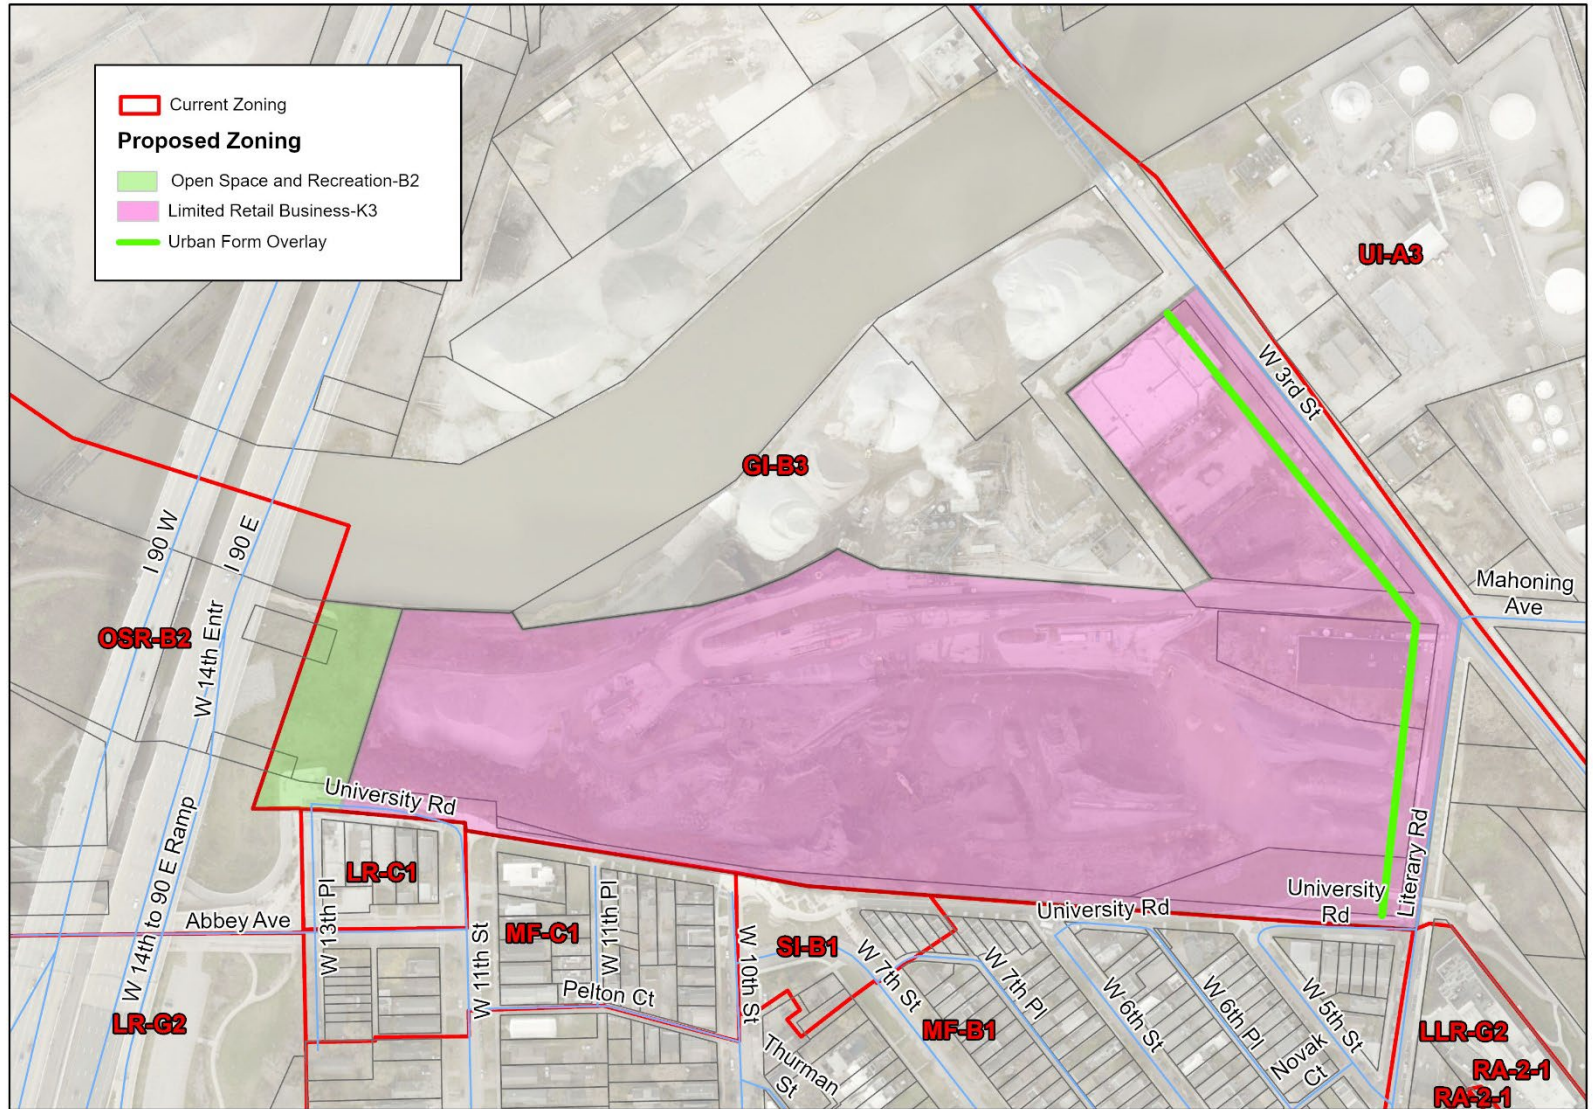 Current Zoning
Proposed Zoning
Open Space and Recreation-B2
Limited Retail Business-K3
Urban Form Overlay
UI-A3
W 3rd St
GI-B3
I 90 W
I 90 E
Mahoning
Ave
OSR-B2
W 14th Entr
University Rd
W 14th to 90 E Ramp
LR-C1
Literary Rd
University
Rd
University Rd
Abbey Ave
W 13th Pl
W 11th St
MF-C1
W 11th Pl
W 10th St
SI-B1
W 7th St
W 7th Pl
W 6th St
W 6th Pl
W 5th St
Pelton Ct
LR-G2
MF-B1
LLR-G2
Thurman
St
Novak
Ct
RA-2-1
RA-2-1